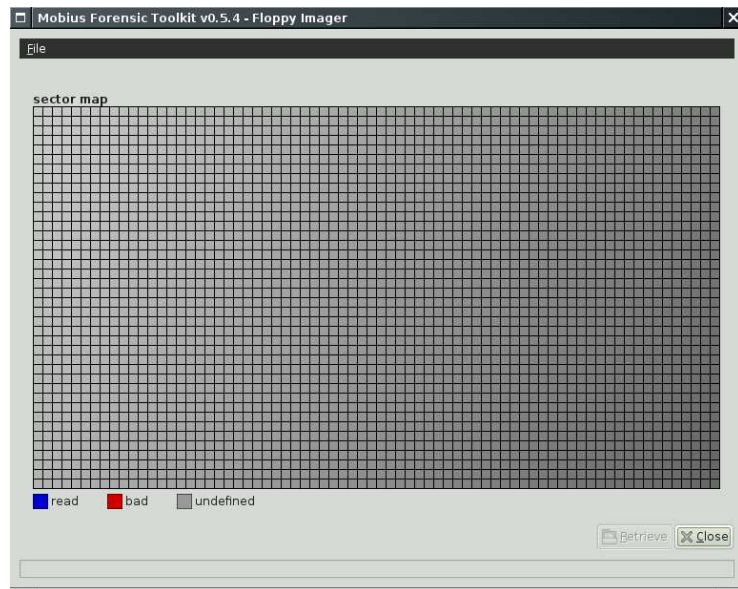 Mobius Forensic Toolkit v0.5.4 - Floppy Imager
File
sector map
read bad undefined
Retrieve Close